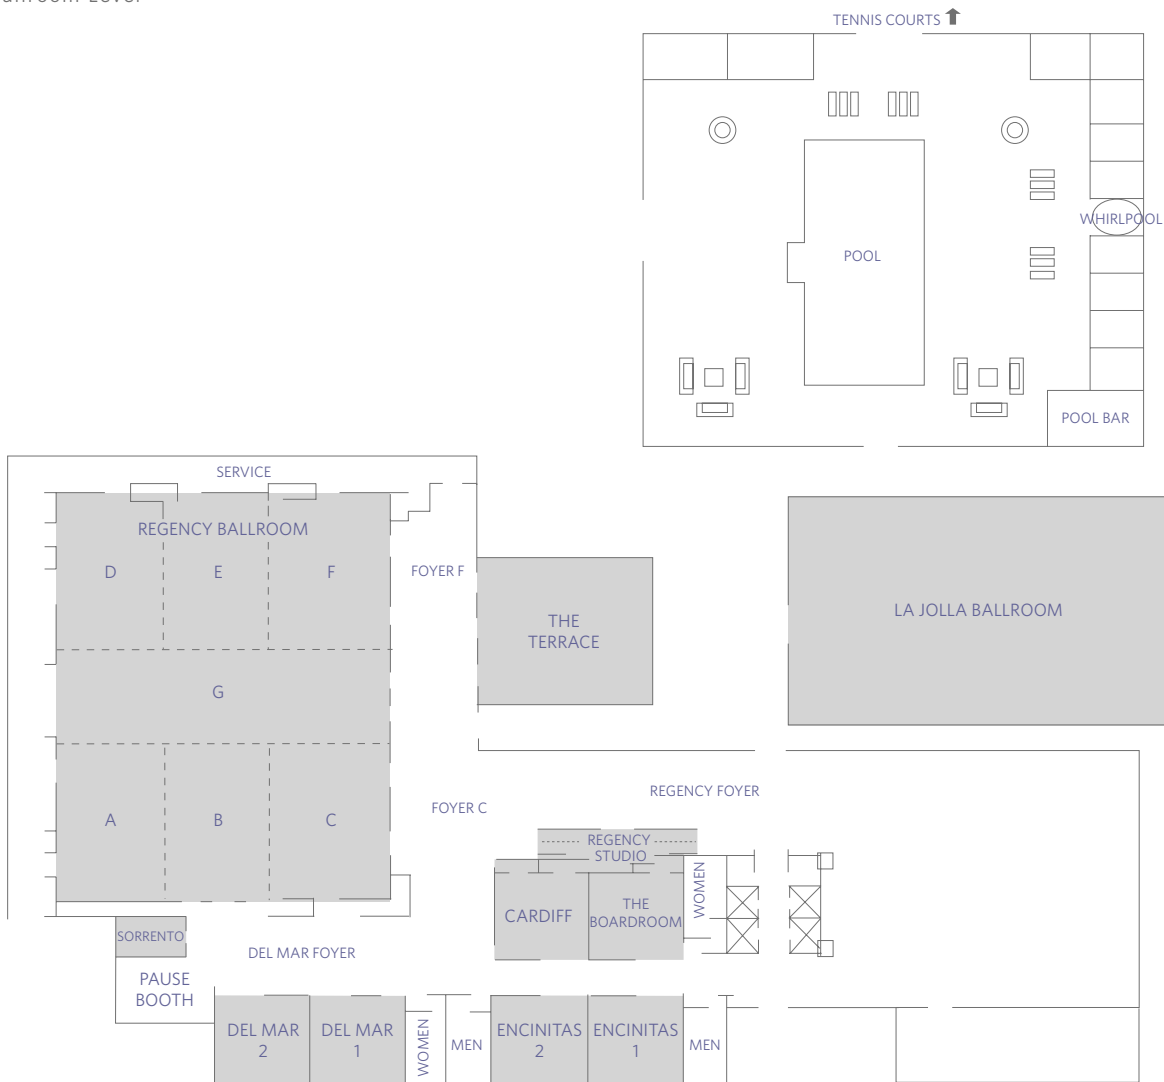 TENNIS COURTS
WHIRLPOOL
POOL
POOL BAR
SERVICE
REGENCY BALLROOM
D
E
F
FOYER F
THE
TERRACE
LA JOLLA BALLROOM
G
REGENCY FOYER
A
B
C
FOYER C
REGENCY
STUDIO
WOMEN
CARDIFF
THE
BOARDROOM
SORRENTO
DEL MAR FOYER
PAUSE
BOOTH
DEL MAR
2
DEL MAR
1
WOMEN
MEN
ENCINITAS
2
ENCINITAS
1
MEN